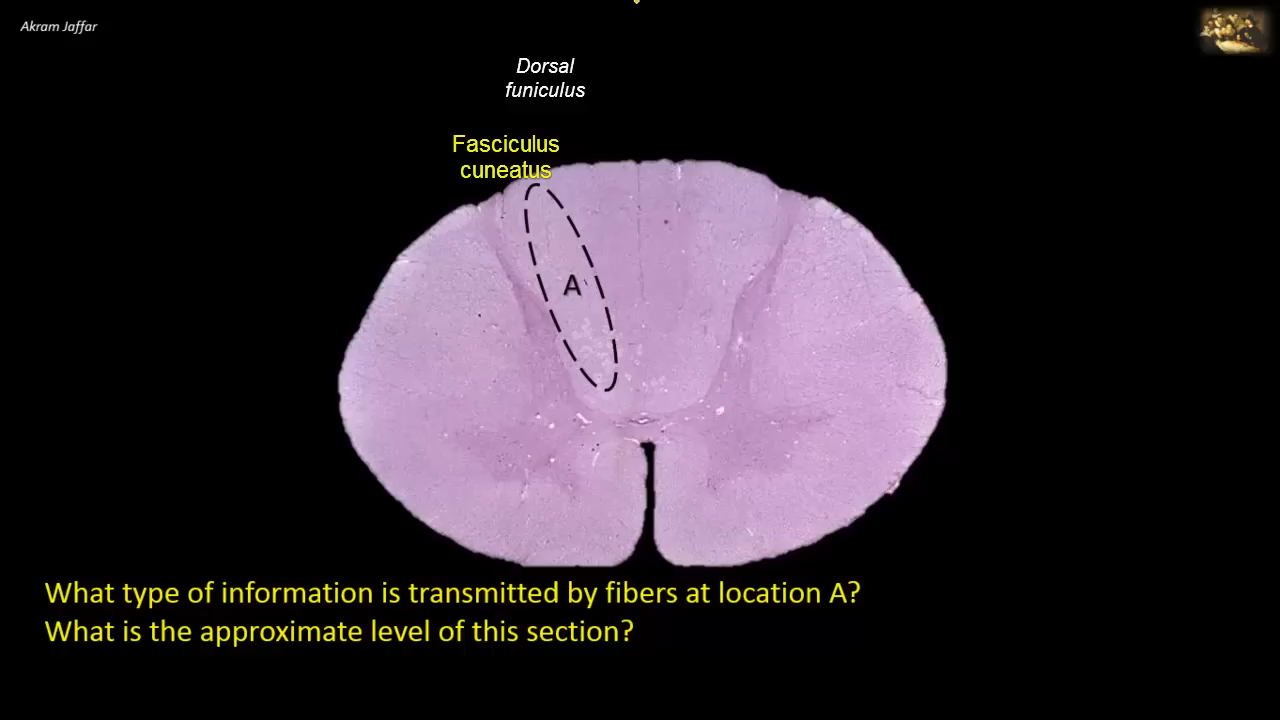 Akram Jaffar
Dorsal
funiculus
Fasciculus
cuneatus
A
What type of information is transmitted by fibers at location A?
What is the approximate level of this section?